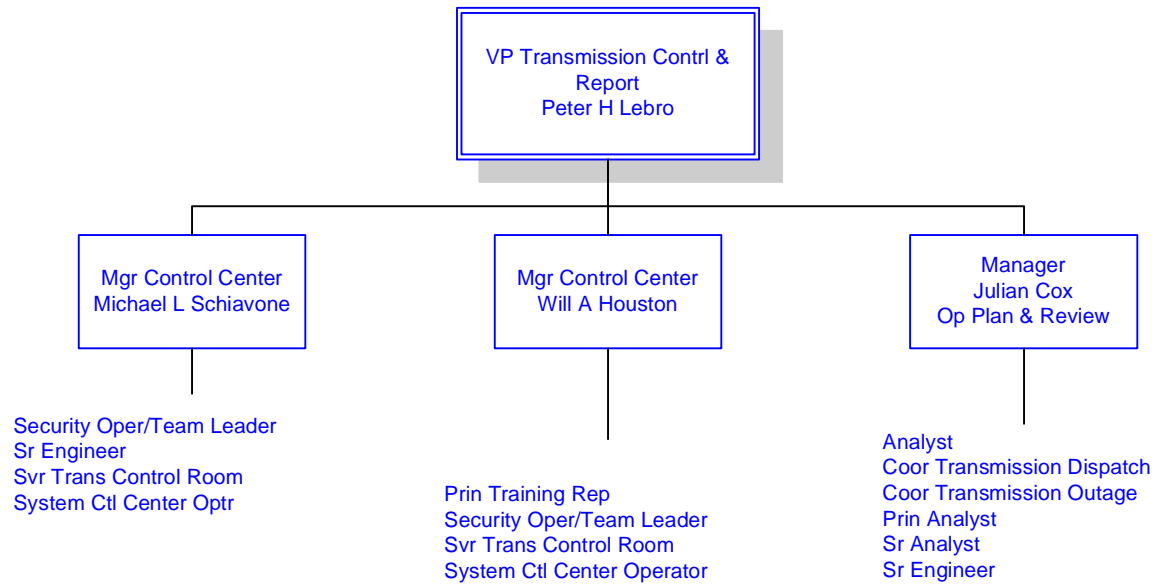 VP Transmission Contrl &
Report
Peter H Lebro
Mgr Control Center
Michael L Schiavone
Mgr Control Center
Will A Houston
Manager
Julian Cox
Op Plan & Review
Security Oper/Team Leader
Sr Engineer
Svr Trans Control Room
System Ctl Center Optr
Prin Training Rep
Security Oper/Team Leader
Svr Trans Control Room
System Ctl Center Operator
Analyst
Coor Transmission Dispatch
Coor Transmission Outage
Prin Analyst
Sr Analyst
Sr Engineer